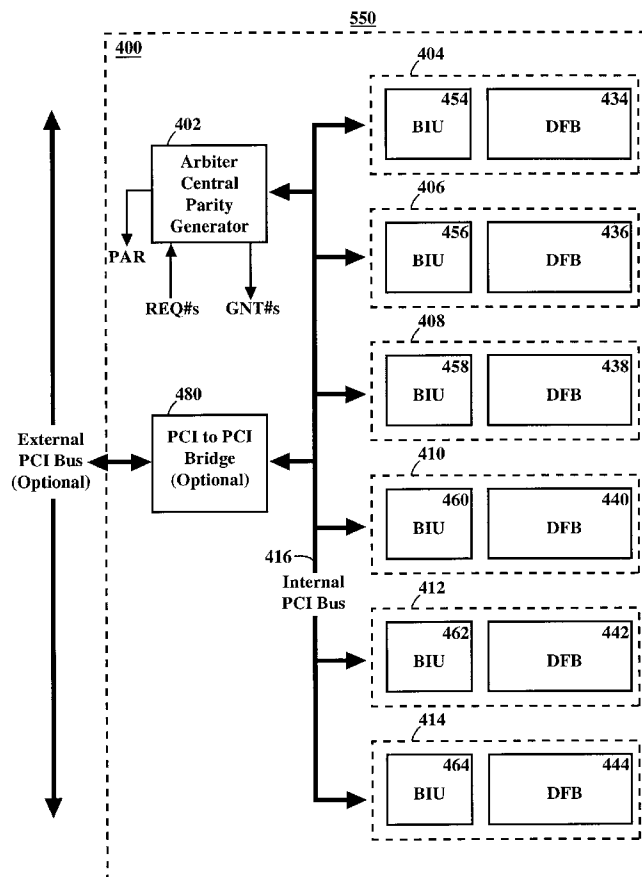 550
400
404
BIU
454
DFB
434
402
Arbiter
Central
Parity
Generator
PAR
REQ#s
GNT#s
406
BIU
456
DFB
436
408
BIU
458
DFB
438
480
PCI to PCI
Bridge
(Optional)
External
PCI Bus
(Optional)
410
BIU
460
DFB
440
416
Internal
PCI Bus
412
BIU
462
DFB
442
414
BIU
464
DFB
444